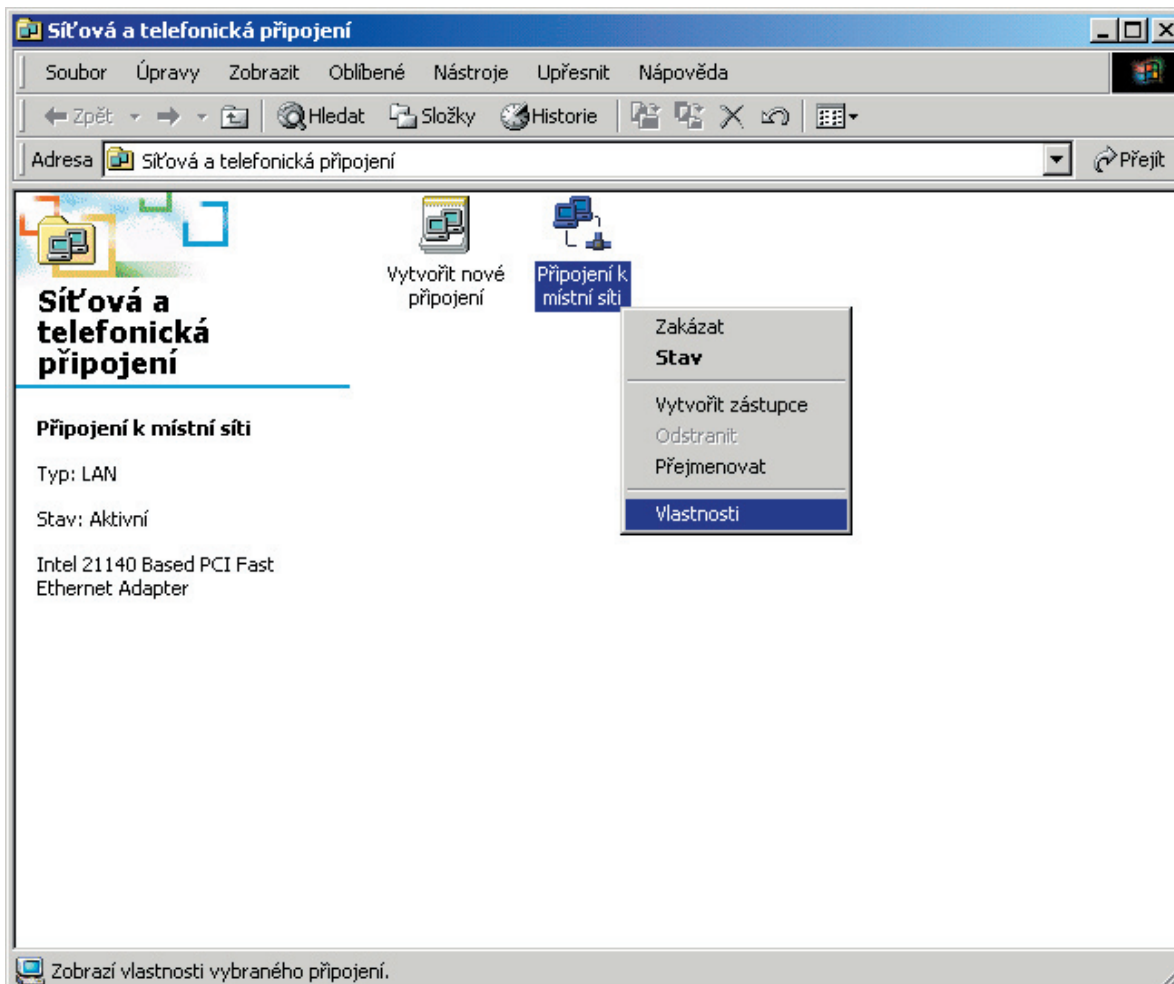 Síťová a telefonická připojení
Soubor Úpravy Zobrazit Oblíbené Nástroje Upřesnit Nápověda
Zpět Hledat Složky Historie
Adresa Síťová a telefonická připojení Přejít
Síťová a
telefonická
připojení
Připojení k místní síti
Typ: LAN
Stav: Aktivní
Intel 21140 Based PCI Fast
Ethernet Adapter
Vytvořit nové
připojení
Připojení k
místní síti
Zakázat
Stav
Vytvořit zástupce
Odstranit
Přejmenovat
Vlastnosti
Zobrazí vlastnosti vybraného připojení.